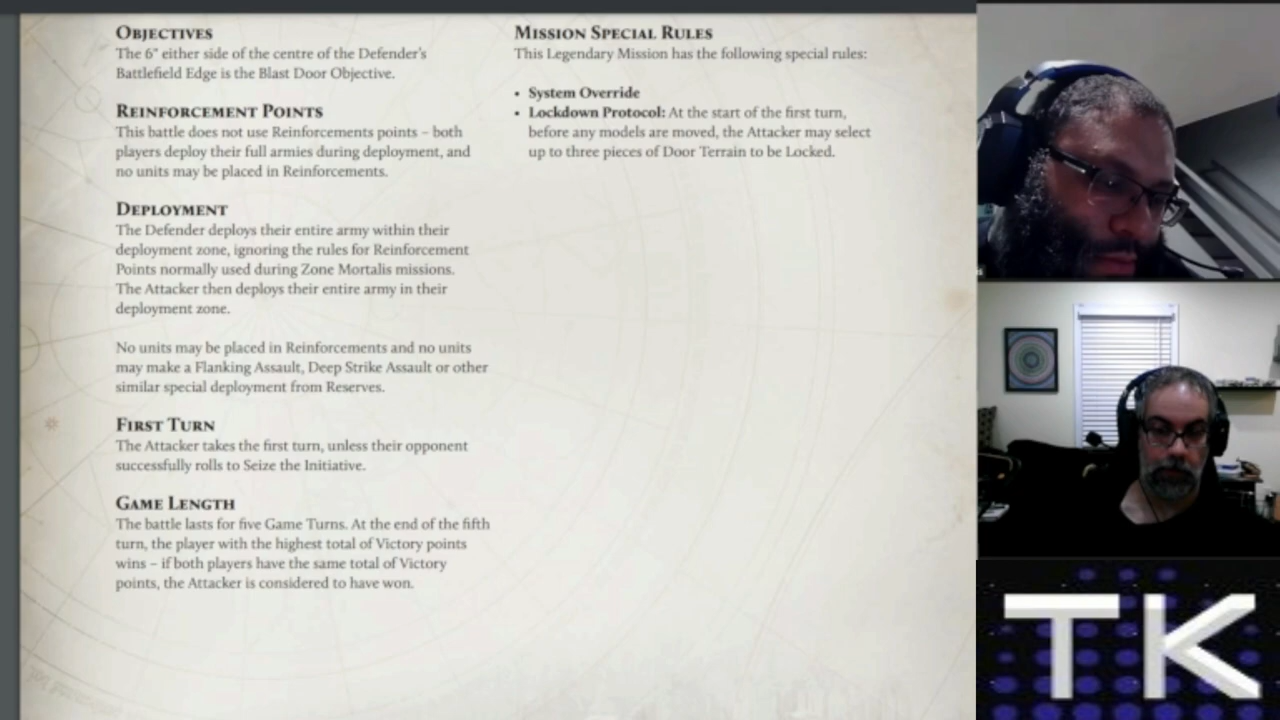 OBJECTIVES
The 6" either side of the centre of the Defender's
Battlefield Edge is the Blast Door Objective.
REINFORCEMENT POINTS
This battle does not use Reinforcements points – both
players deploy their full armies during deployment, and
no units may be placed in Reinforcements.
DEPLOYMENT
The Defender deploys their entire army within their
deployment zone, ignoring the rules for Reinforcement
Points normally used during Zone Mortalis missions.
The Attacker then deploys their entire army in their
deployment zone.
No units may be placed in Reinforcements and no units
may make a Flanking Assault, Deep Strike Assault or other
similar special deployment from Reserves.
FIRST TURN
The Attacker takes the first turn, unless their opponent
successfully rolls to Seize the Initiative.
GAME LENGTH
The battle lasts for five Game Turns. At the end of the fifth
turn, the player with the highest total of Victory points
wins – if both players have the same total of Victory
points, the Attacker is considered to have won.
MISSION SPECIAL RULES
This Legendary Mission has the following special rules:
• System Override
• Lockdown Protocol: At the start of the first turn,
before any models are moved, the Attacker may select
up to three pieces of Door Terrain to be Locked.
TK